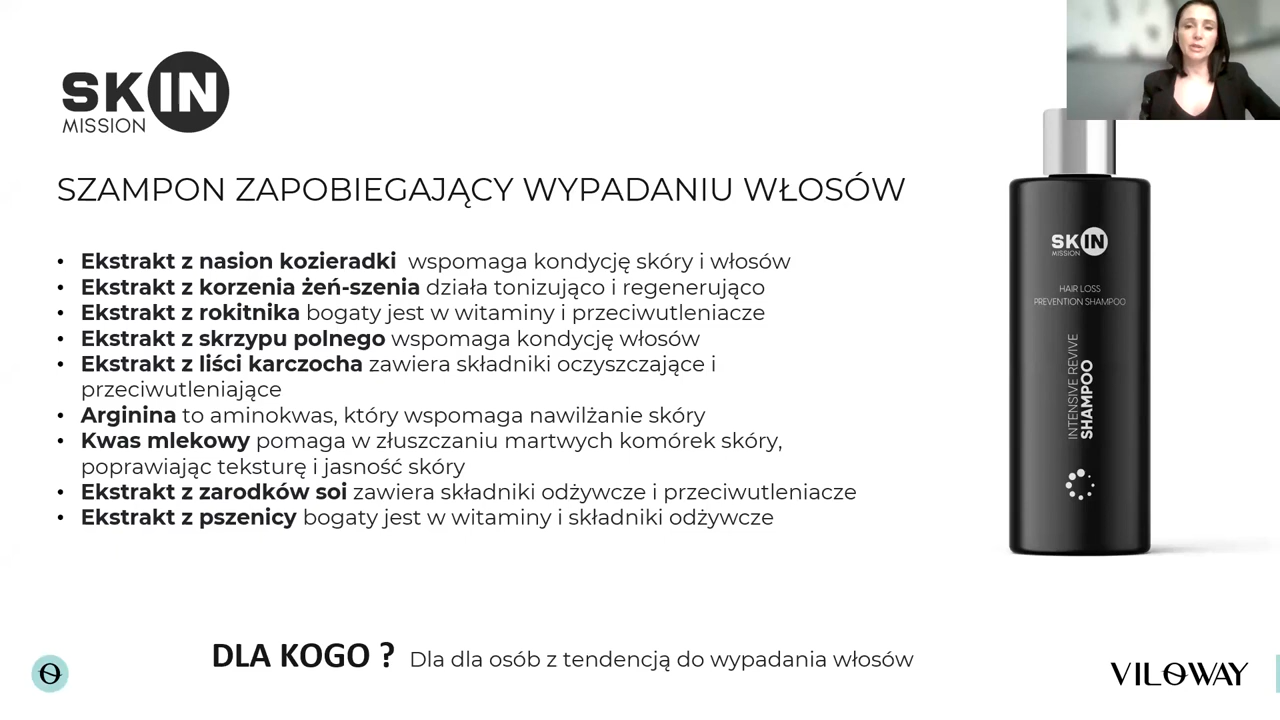 SKIN
MISSION
SZAMPON ZAPOBIEGAJĄCY WYPADANIU WŁOSÓW
• Ekstrakt z nasion kozieradki wspomaga kondycję skóry i włosów
• Ekstrakt z korzenia żeń-szenia działa tonizująco i regenerująco
• Ekstrakt z rokitnika bogaty jest w witaminy i przeciwutleniacze
• Ekstrakt z skrzypu polnego wspomaga kondycję włosów
• Ekstrakt z liści karczocha zawiera składniki oczyszczające i
przeciwutleniające
• Arginina to aminokwas, który wspomaga nawilżanie skóry
• Kwas mlekowy pomaga w złuszczaniu martwych komórek skóry,
poprawiając teksturę i jasność skóry
• Ekstrakt z zarodków soi zawiera składniki odżywcze i przeciwutleniacze
• Ekstrakt z pszenicy bogaty jest w witaminy i składniki odżywcze
SKIN
MISSION
HAIR LOSS
PREVENTION SHAMPOO
INTENSIVE REVIVE
SHAMPOO
DLA KOGO ? Dla dla osób z tendencją do wypadania włosów
VILOWAY